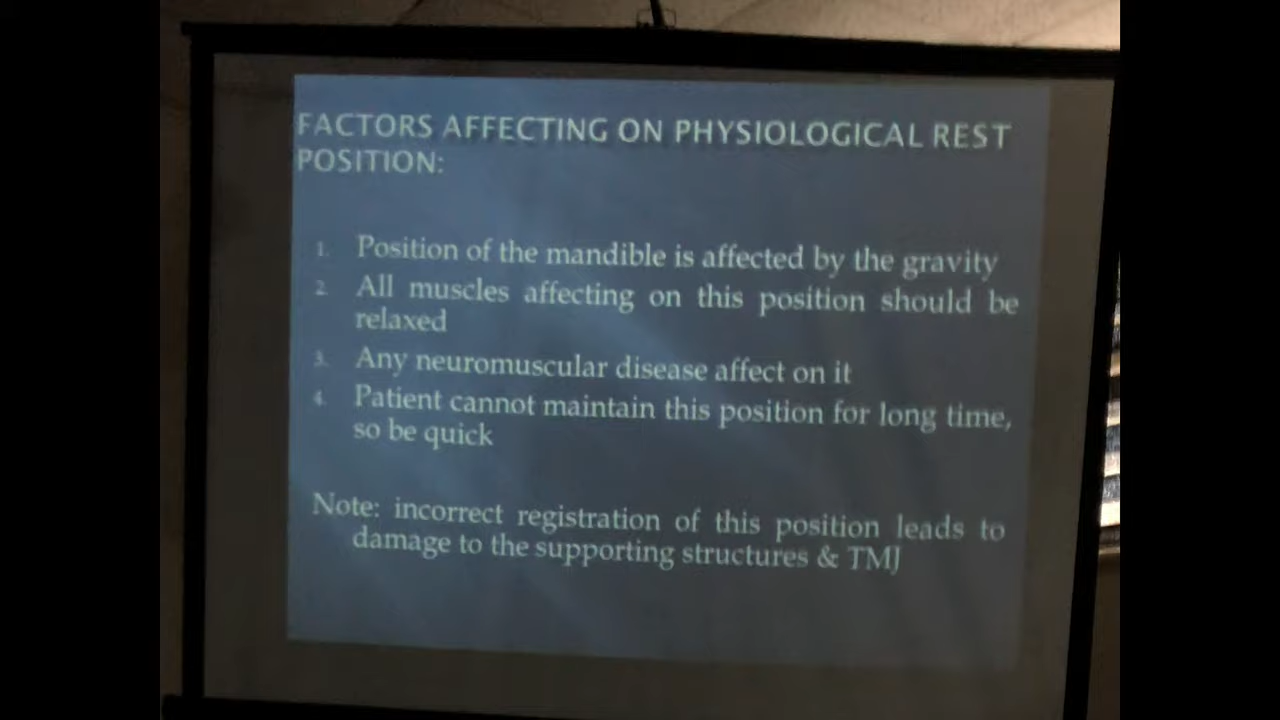 FACTORS AFFECTING ON PHYSIOLOGICAL REST
POSITION:
1. Position of the mandible is affected by the gravity
2. All muscles affecting on this position should be
relaxed
3. Any neuromuscular disease affect on it
4. Patient cannot maintain this position for long time,
so be quick
Note: incorrect registration of this position leads to
damage to the supporting structures & TMJ